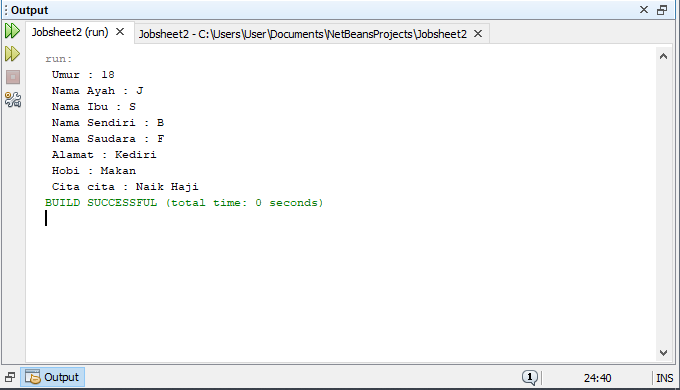 Output
Jobsheet2 (run)
Jobsheet2 - C:\Users\User\Documents\NetBeansProjects\Jobsheet2
run:
Umur : 18
Nama Ayah : J
Nama Ibu : S
Nama Sendiri : B
Nama Saudara : F
Alamat : Kediri
Hobi : Makan
Cita cita : Naik Haji
BUILD SUCCESSFUL (total time: 0 seconds)
Output
1
24:40
INS